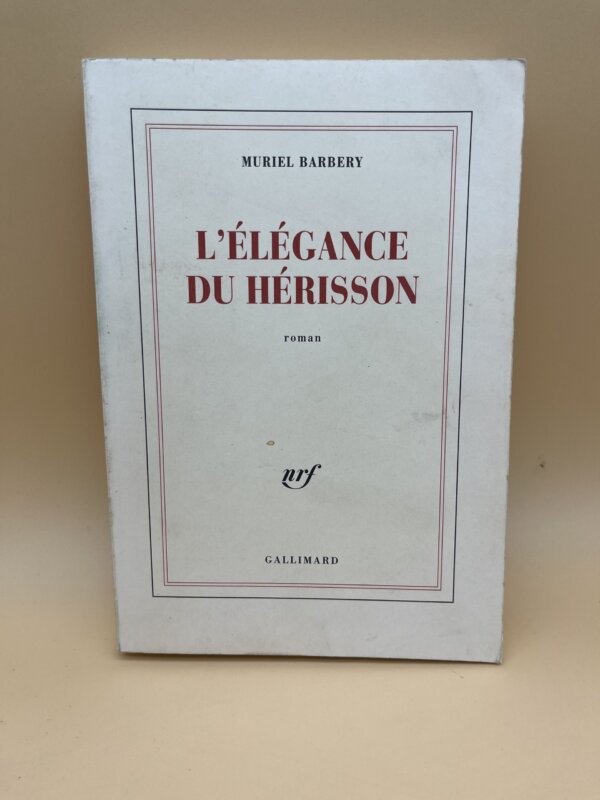 MURIEL BARBERY
L'ÉLÉGANCE
DU HÉRISSON
roman
nrf
GALLIMARD